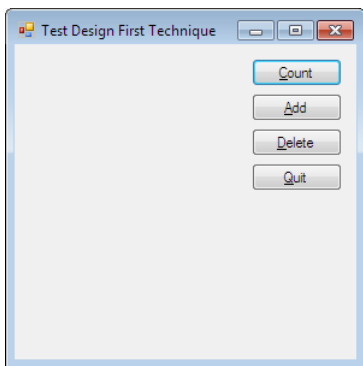 Test Design First Technique
Count
Add
Delete
Quit